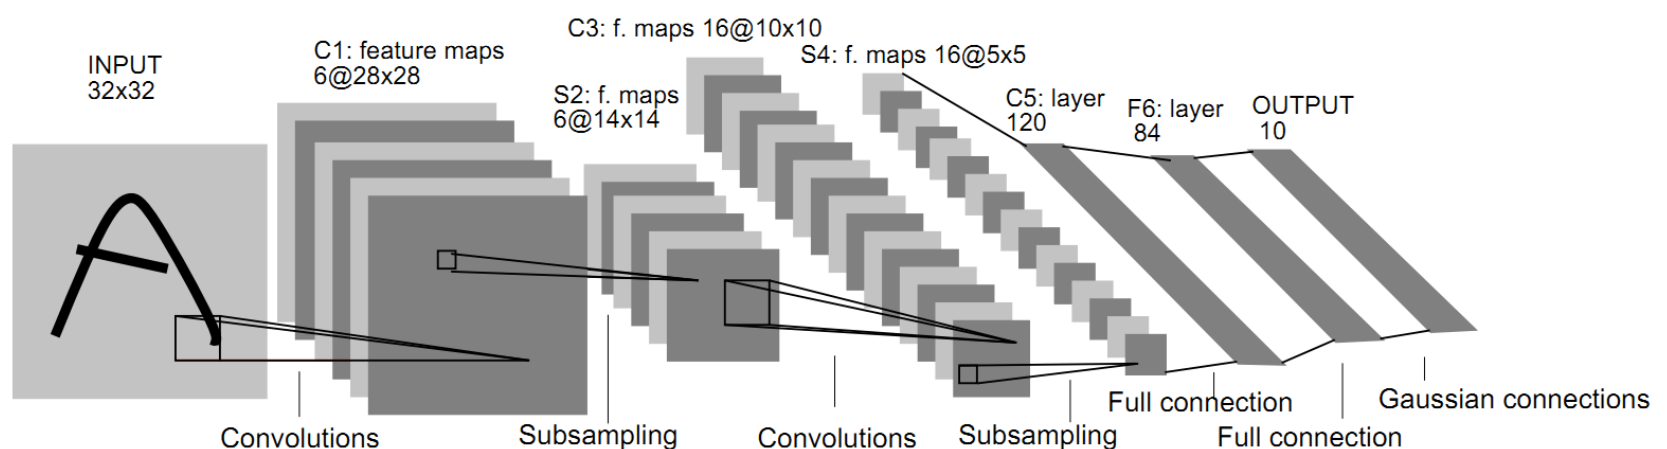 INPUT
32x32
C1: feature maps
6@28x28
S2: f. maps
6@14x14
C3: f. maps 16@10x10
S4: f. maps 16@5x5
C5: layer
120
F6: layer
84
OUTPUT
10
Convolutions
Subsampling
Convolutions
Subsampling
Full connection
Full connection
Gaussian connections